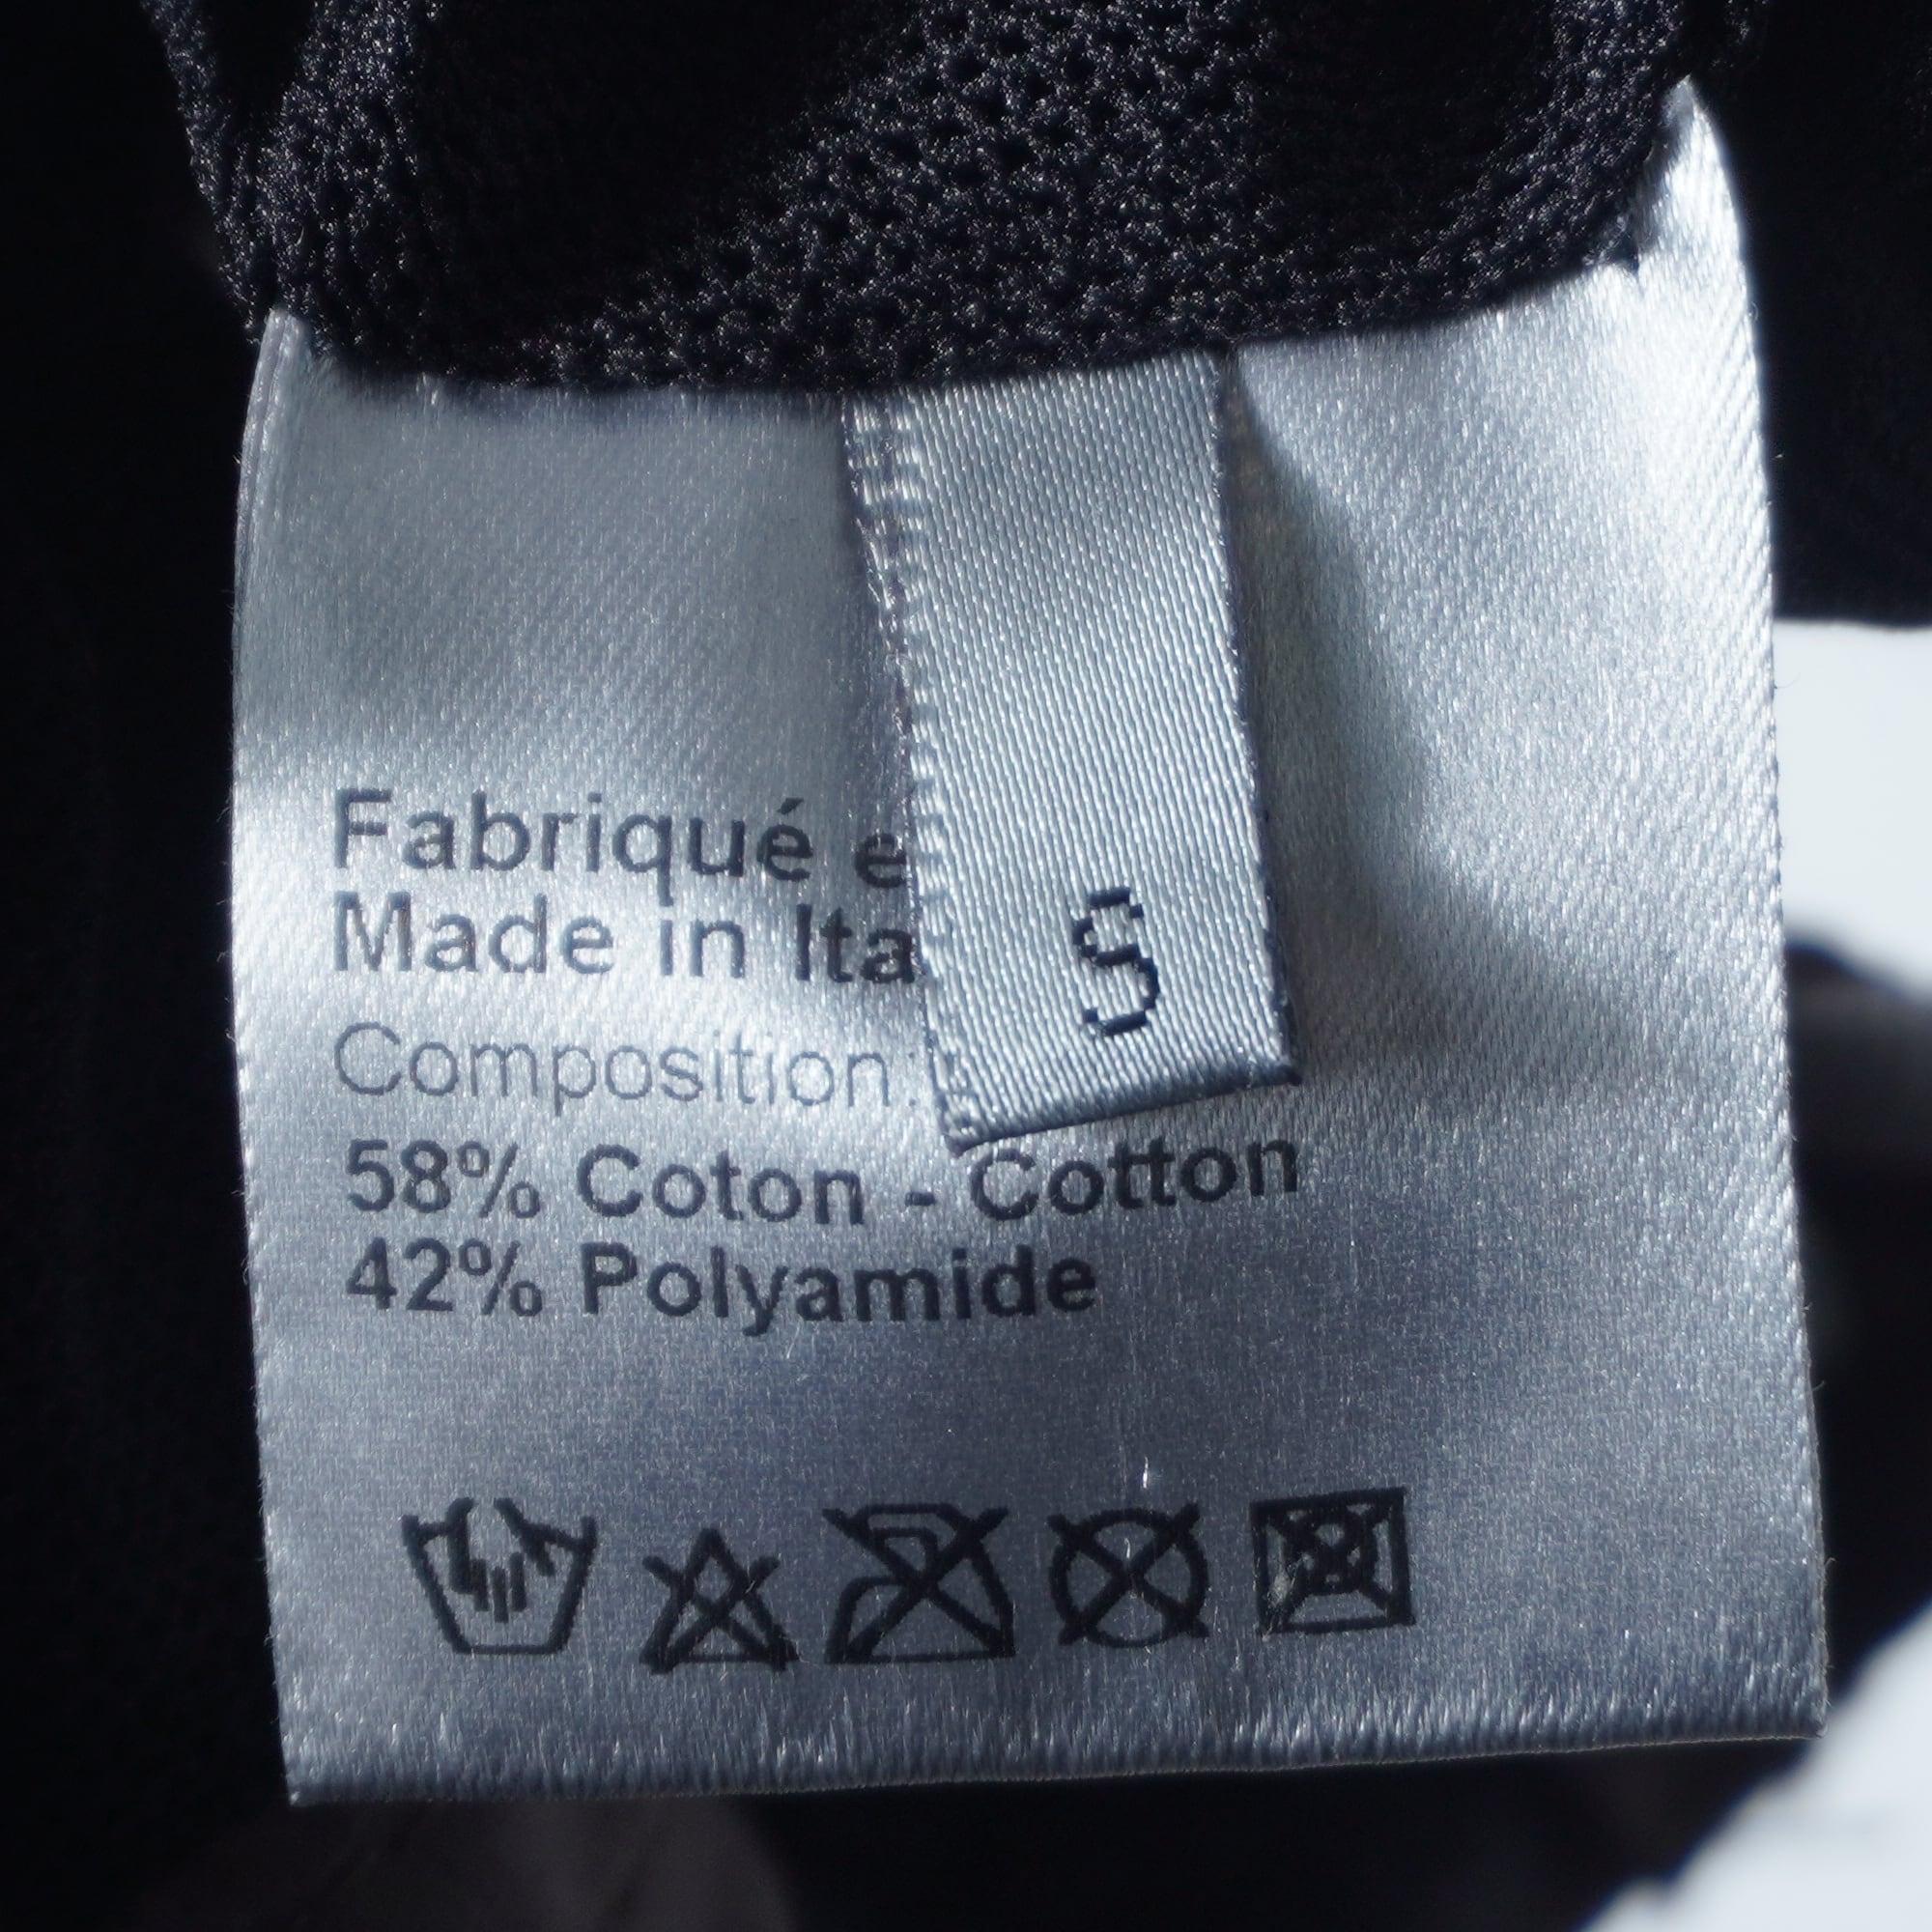 Fabriqué e
Made in Ita
S
Composition:
58% Coton - Cotton
42% Polyamide